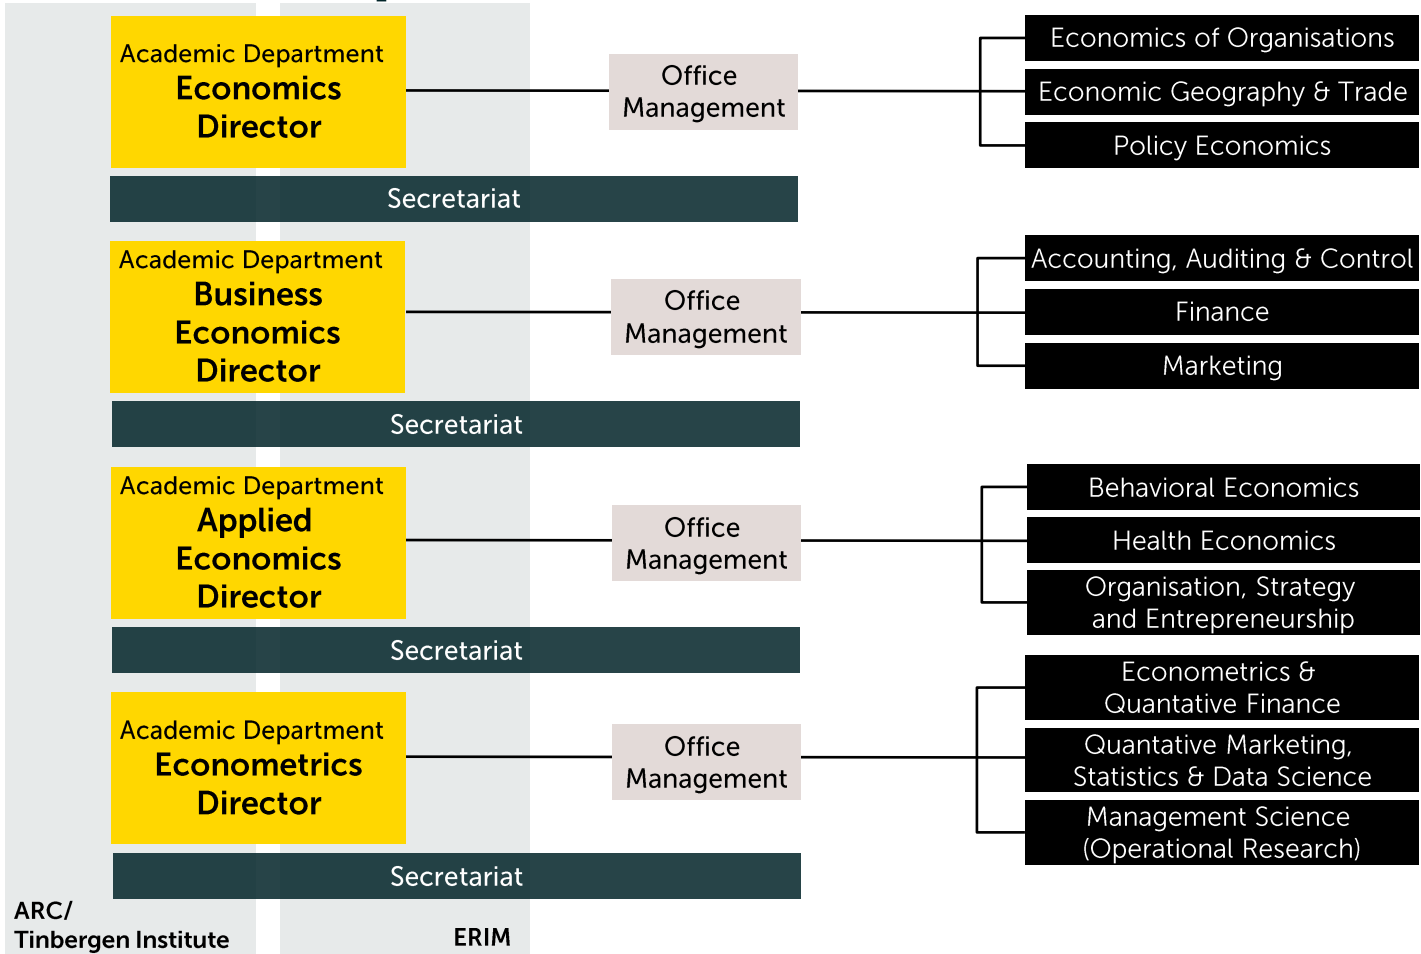 Academic Department
Economics
Director
Office
Management
Economics of Organisations
Economic Geography & Trade
Policy Economics
Secretariat
Academic Department
Business
Economics
Director
Office
Management
Accounting, Auditing & Control
Finance
Marketing
Secretariat
Academic Department
Applied
Economics
Director
Office
Management
Behavioral Economics
Health Economics
Organisation, Strategy
and Entrepreneurship
Secretariat
Academic Department
Econometrics
Director
Office
Management
Econometrics &
Quantative Finance
Quantative Marketing,
Statistics & Data Science
Management Science
(Operational Research)
Secretariat
ARC/
Tinbergen Institute
ERIM